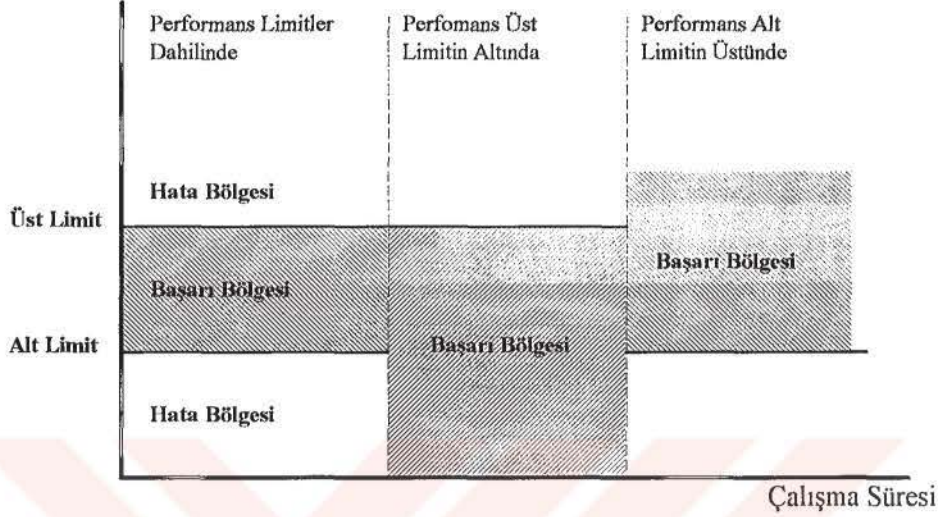 Performans Limitler
Dahilinde
Perfomans Üst
Limitin Altında
Performans Alt
Limitin Üstünde
Hata Bölgesi
Üst Limit
Başarı Bölgesi
Başarı Bölgesi
Alt Limit
Başarı Bölgesi
Hata Bölgesi
Çalışma Süresi